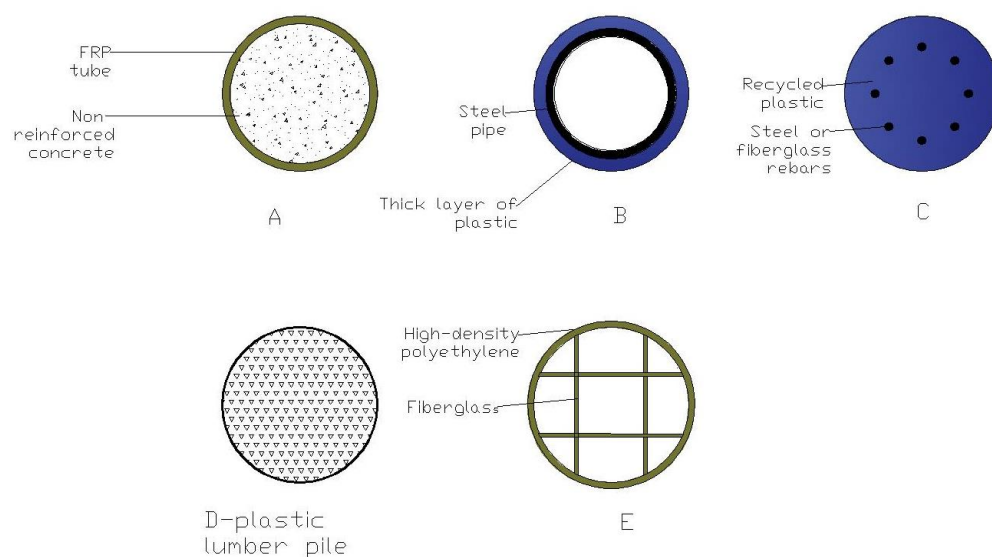 FRP
tube
Non
reinforced
concrete
A
Steel
pipe
Thick layer of
plastic
B
Recycled
plastic
Steel or
fiberglass
rebars
C
D-plastic
lumber pile
High-density
polyethylene
Fiberglass
E